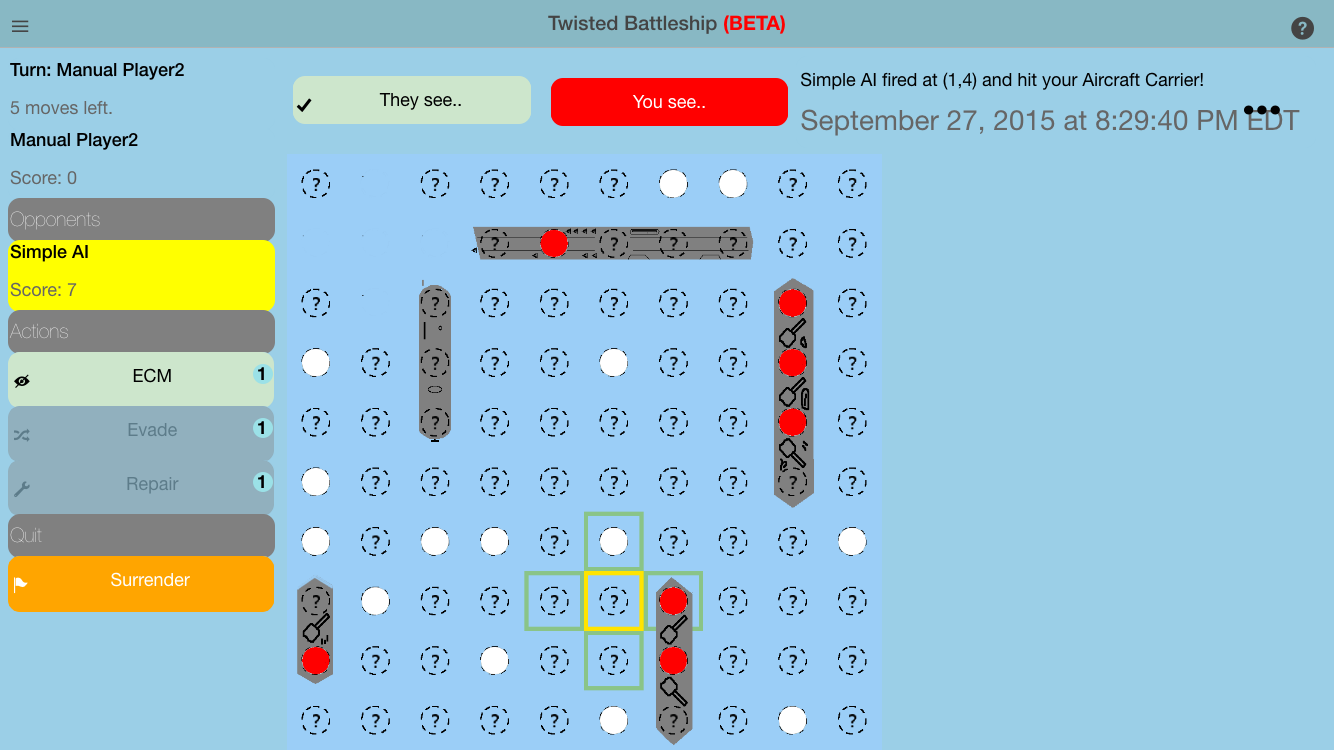 Twisted Battleship (BETA)
?
Turn: Manual Player2
5 moves left.
Manual Player2
Score: 0
Opponents
Simple AI
Score: 7
Actions
ECM 1
Evade 1
Repair 1
Quit
Surrender
They see..
You see..
Simple AI fired at (1,4) and hit your Aircraft Carrier!
September 27, 2015 at 8:29:40 PM EDT
? ? ? ? ? ? ?
? ? ? ? ? ?
? ? ? ? ? ? ?
? ? ? ? ? ? ?
? ? ? ? ? ? ? ? ?
? ? ? ? ? ? ? ? ?
? ? ? ? ?
? ? ? ? ? ? ? ?
? ? ? ? ? ? ?
? ? ? ? ? ? ? ?